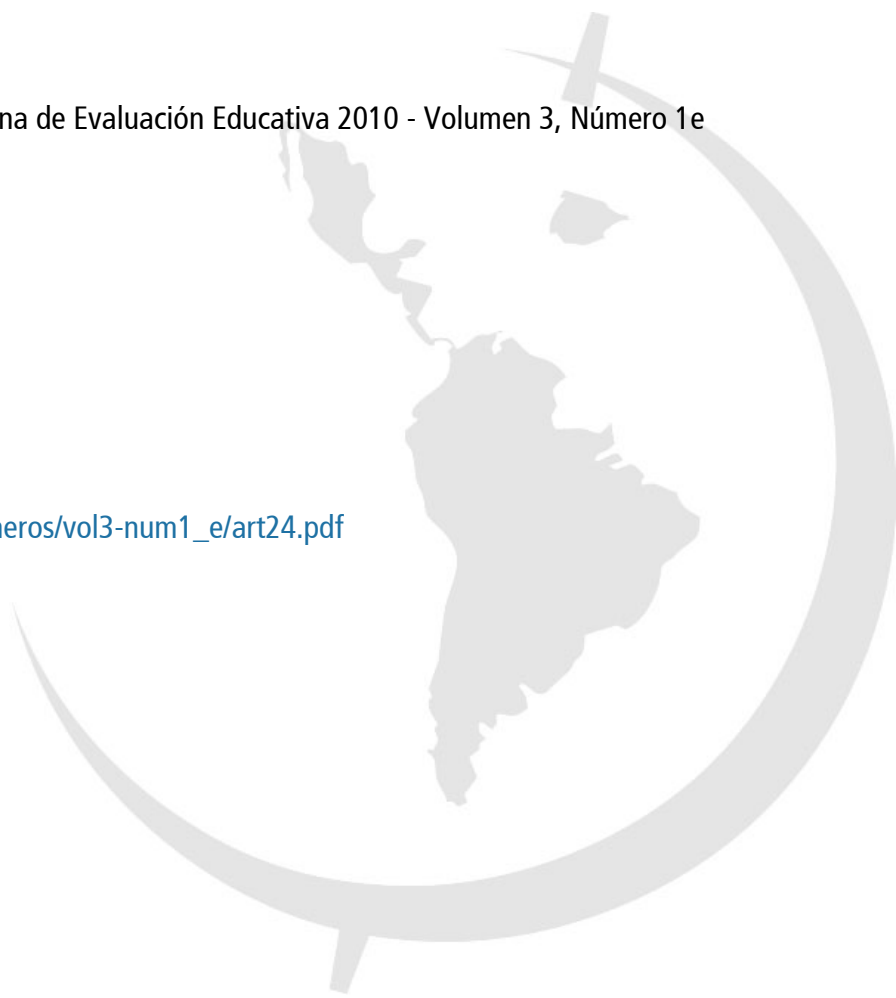 na de Evaluación Educativa 2010 - Volumen 3, Número 1e
neros/vol3-num1_e/art24.pdf